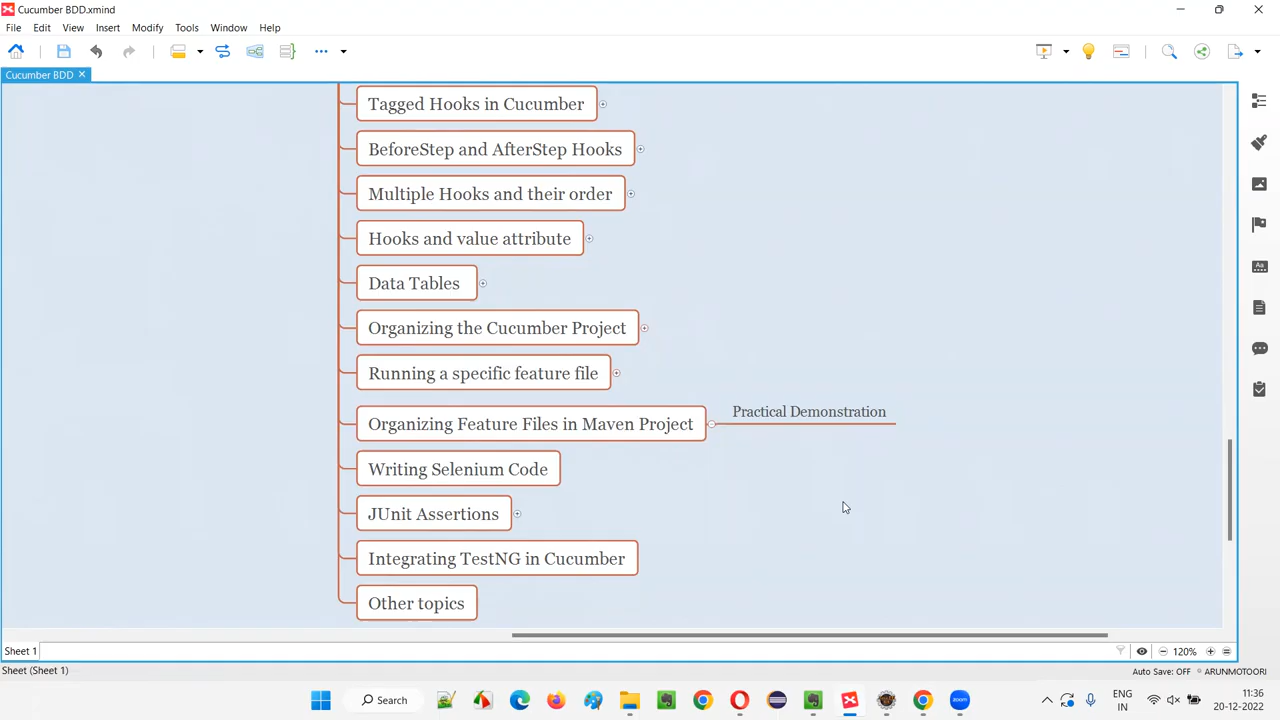 Cucumber BDD.xmind
File Edit View Insert Modify Tools Window Help
Cucumber BDD
Tagged Hooks in Cucumber
BeforeStep and AfterStep Hooks
Multiple Hooks and their order
Hooks and value attribute
Data Tables
Organizing the Cucumber Project
Running a specific feature file
Organizing Feature Files in Maven Project
Practical Demonstration
Writing Selenium Code
JUnit Assertions
Integrating TestNG in Cucumber
Other topics
Sheet 1
120%
Sheet (Sheet 1)
Auto Save: OFF
ARUNMOTOORI
Search
zoom
ENG
IN
11:36
20-12-2022